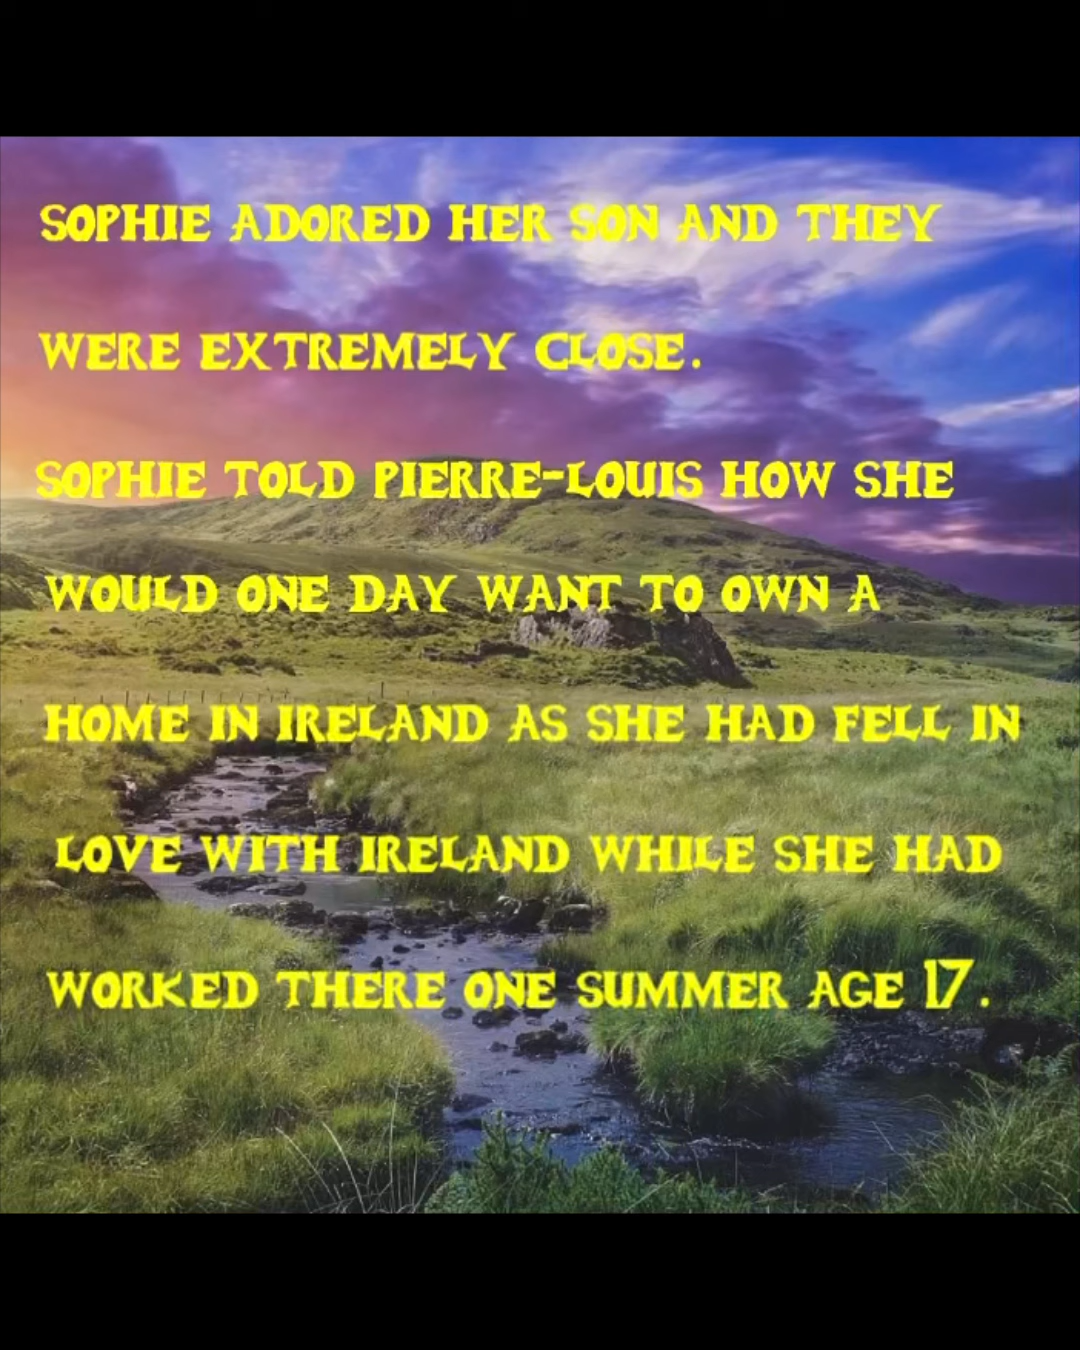 SOPHIE ADORED HER SON AND THEY
WERE EXTREMELY CLOSE.
SOPHIE TOLD PIERRE-LOUIS HOW SHE
WOULD ONE DAY WANT TO OWN A
HOME IN IRELAND AS SHE HAD FELL IN
LOVE WITH IRELAND WHILE SHE HAD
WORKED THERE ONE SUMMER AGE 17.